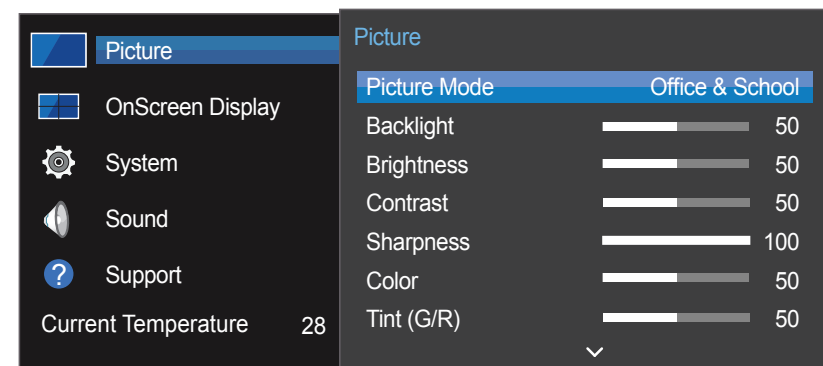 Picture
OnScreen Display
System
Sound
? Support
Current Temperature 28
Picture
Picture Mode Office & School
Backlight 50
Brightness 50
Contrast 50
Sharpness 100
Color 50
Tint (G/R) 50